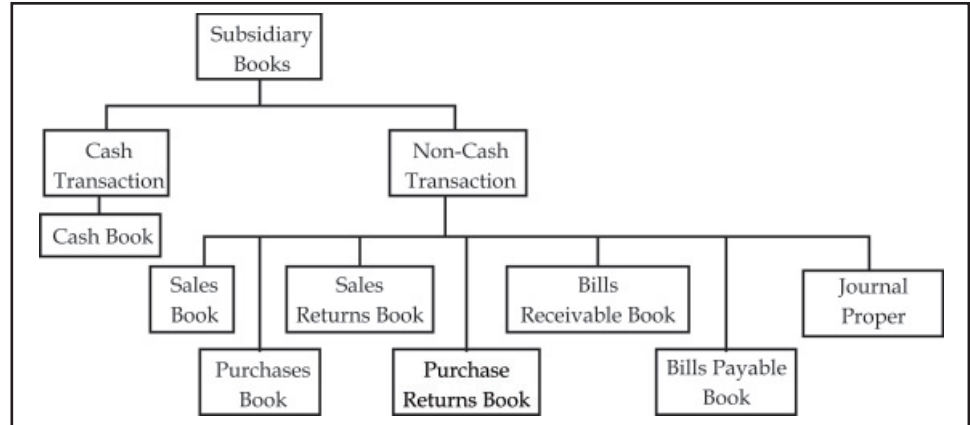 Subsidiary
Books
Cash
Transaction
Non-Cash
Transaction
Cash Book
Sales
Book
Sales
Returns Book
Bills
Receivable Book
Journal
Proper
Purchases
Book
Purchase
Returns Book
Bills Payable
Book